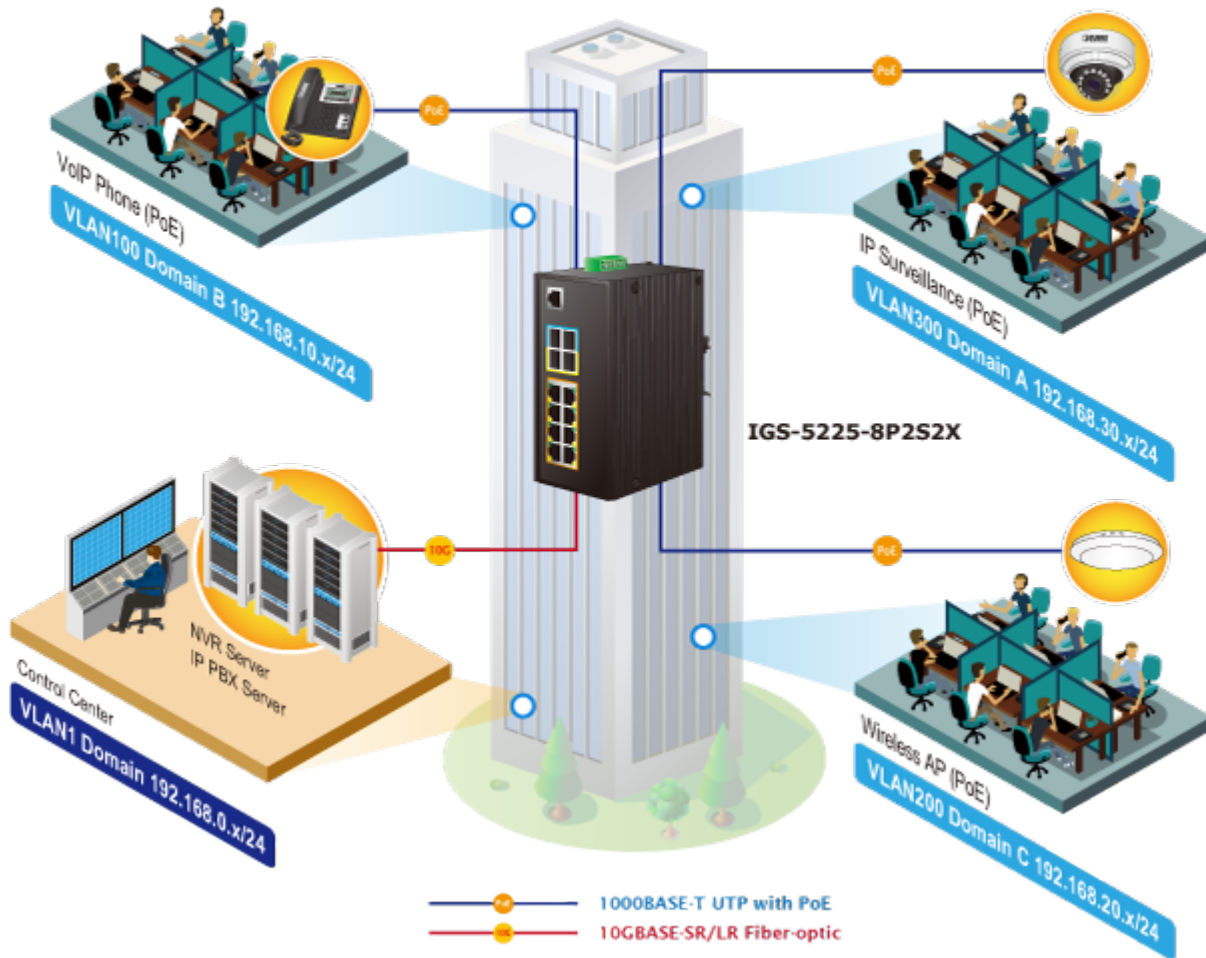 PoE
PoE
VoIP Phone (PoE)
VLAN100 Domain B 192.168.10.x/24
IP Surveillance (PoE)
VLAN300 Domain A 192.168.30.x/24
IGS-5225-8P2S2X
10G
PoE
NVR Server
IP PBX Server
Control Center
VLAN1 Domain 192.168.0.x/24
Wireless AP (PoE)
VLAN200 Domain C 192.168.20.x/24
PoE
1000BASE-T UTP with PoE
10G
10GBASE-SR/LR Fiber-optic